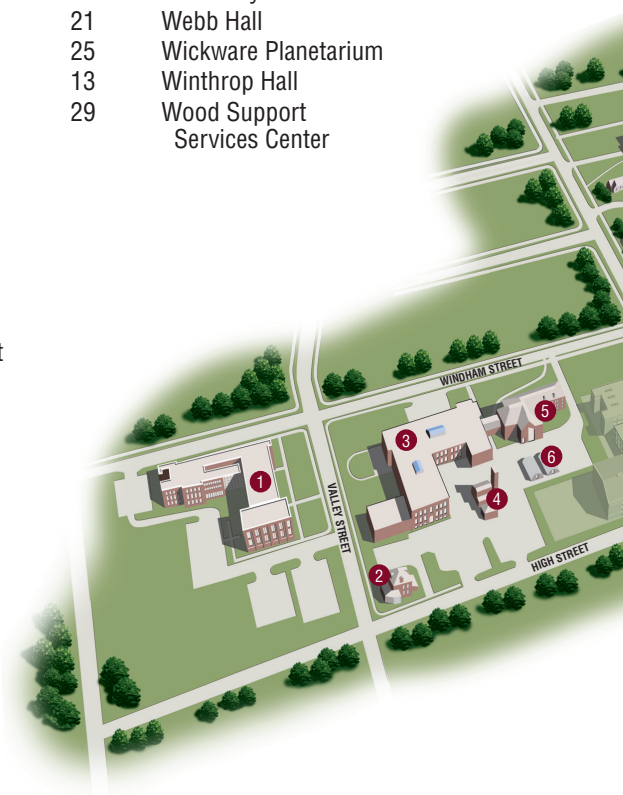 21 Webb Hall
25 Wickware Planetarium
13 Winthrop Hall
29 Wood Support
Services Center
t
WINDHAM STREET
5
3
6
1
4
VALLEY STREET
HIGH STREET
2